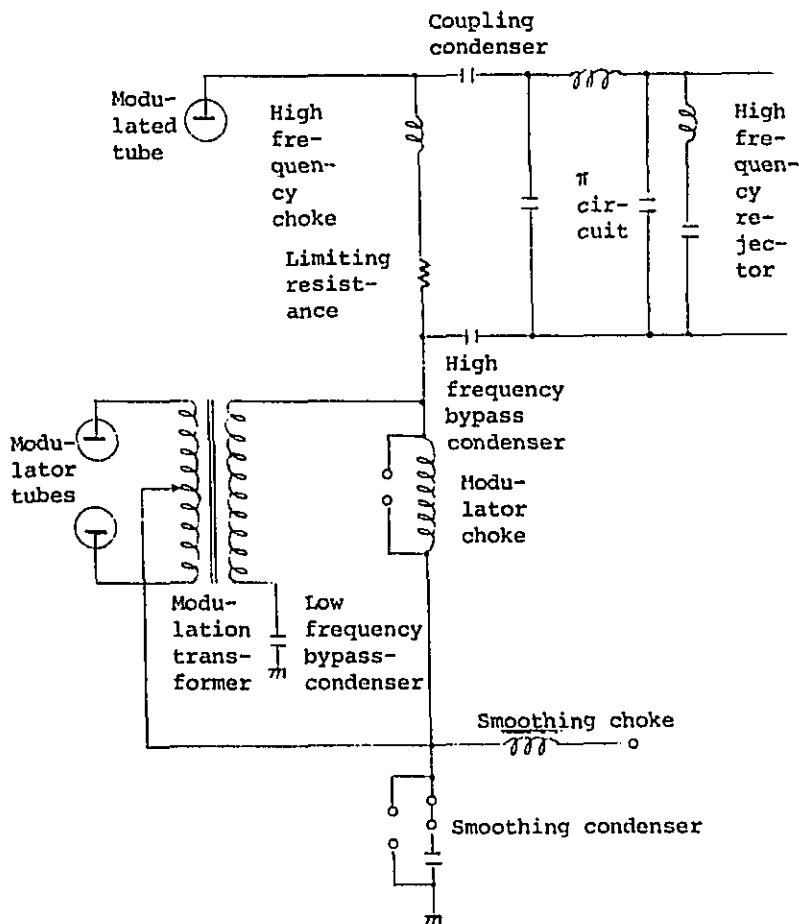 Coupling
condenser
Modu-
lated
tube
High
fre-
quen-
cy
choke
π
cir-
cuit
High
fre-
quen-
cy
re-
jec-
tor
Limiting
resist-
ance
High
frequency
bypass
condenser
Modu-
lator
tubes
Modu-
lator
choke
Modu-
lation
trans-
former
Low
frequency
bypass-
condenser
Smoothing choke
Smoothing condenser